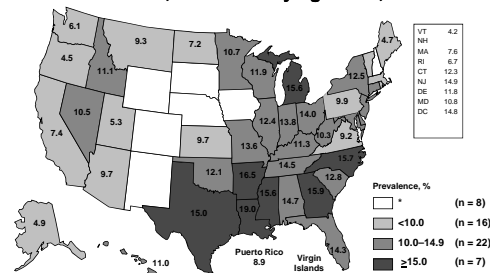 6.1
4.5
11.1
9.3
7.2
10.7
11.9
15.6
4.7
12.5
9.9
7.4
10.5
5.3
9.7
9.7
12.1
13.6
12.4
13.8
14.0
10.3
9.2
11.3
14.5
15.7
12.8
16.5
15.6
14.7
15.9
15.0
19.0
14.3
4.9
11.0
Puerto Rico
8.9
Virgin
Islands
VT 4.2
NH
MA 7.6
RI 6.7
CT 12.3
NJ 14.9
DE 11.8
MD 10.8
DC 14.8
Prevalence, %
* (n = 8)
<10.0 (n = 16)
10.0–14.9 (n = 22)
≥15.0 (n = 7)